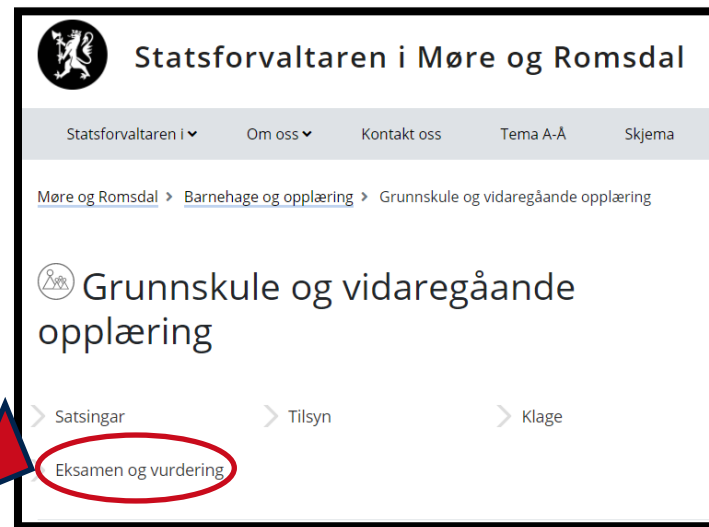 Statsforvaltaren i Møre og Romsdal
Statsforvaltaren i Om oss Kontakt oss Tema A-Å Skjema
Møre og Romsdal > Barnehage og opplæring > Grunnskule og vidaregåande opplæring
Grunnskule og vidaregåande
opplæring
Satsingar Tilsyn Klage
Eksamen og vurdering